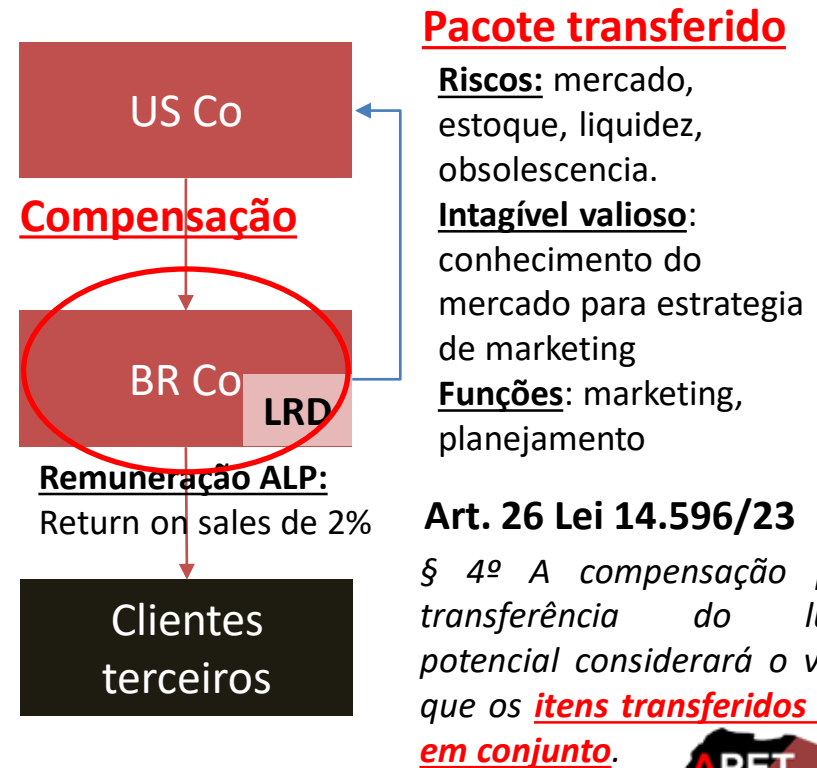 Pacote transferido
US Co
Riscos: mercado,
estoque, liquidez,
obsolescencia.
Intagível valioso:
conhecimento do
mercado para estrategia
de marketing
Funções: marketing,
planejamento
Compensação
BR Co
LRD
Remuneração ALP:
Return on sales de 2%
Clientes
terceiros
Art. 26 Lei 14.596/23
§ 4º A compensação
transferência do
potencial considerará o
que os itens transferidos
em conjunto.
APET